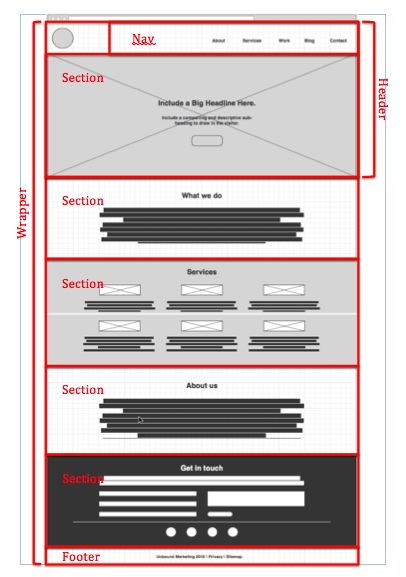 Nav
About Services Work Blog Contact
Section
Include a Big Headline Here.
Include a compelling and descriptive sub-
heading to draw in the visitor.
Header
Wrapper
Section
What we do
Section
Services
Section
About us
Section
Get in touch
Footer
Unbound Marketing 2016 | Privacy | Sitemap